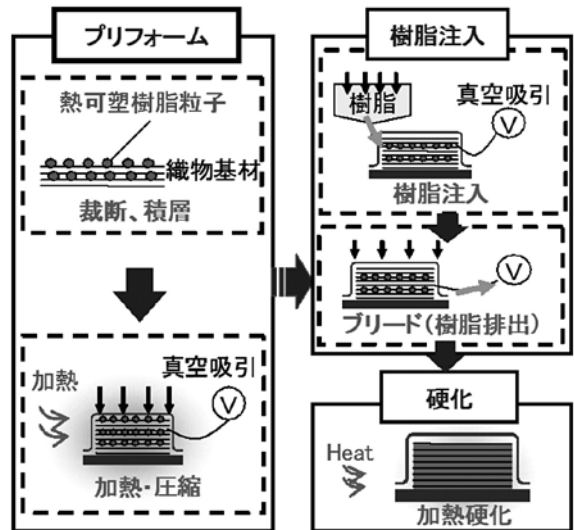 プリフォーム
熱可塑樹脂粒子
織物基材
裁断、積層
加熱
真空吸引
V
加熱・圧縮
樹脂注入
樹脂
真空吸引
V
樹脂注入
V
ブリード(樹脂排出)
硬化
Heat
加熱硬化